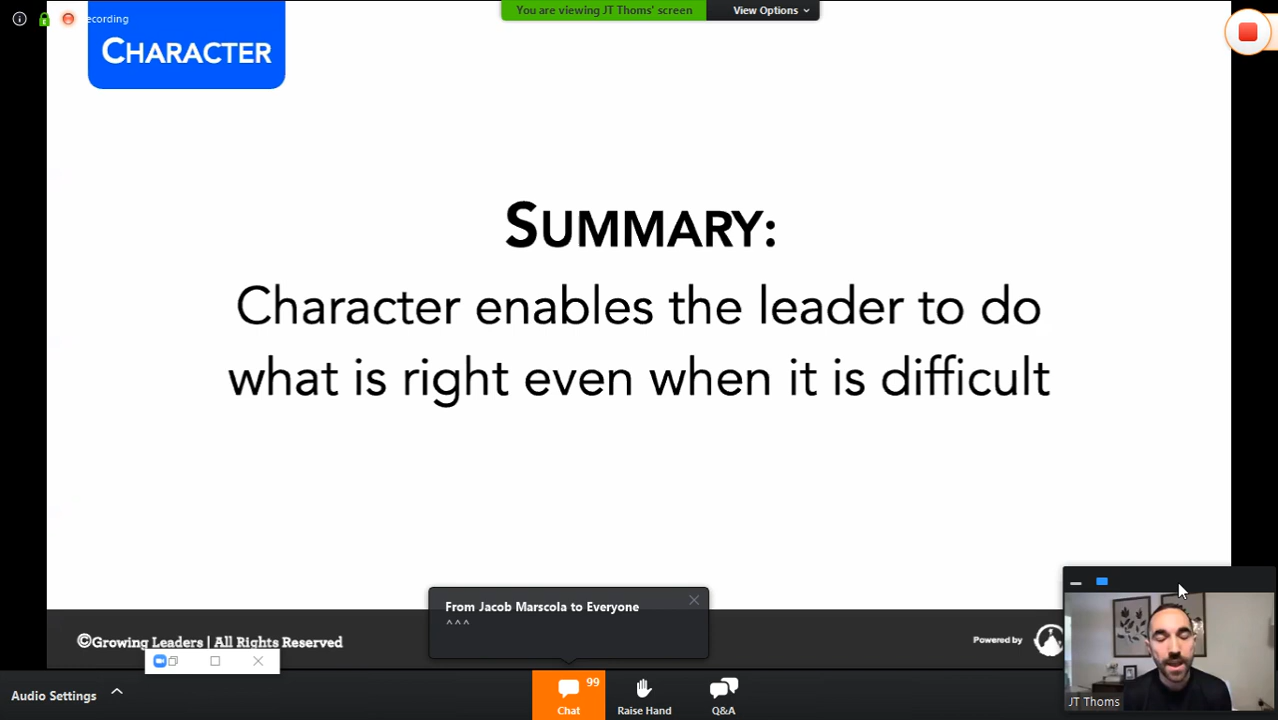 You are viewing JT Thoms' screen
View Options
ecording
CHARACTER
SUMMARY:
Character enables the leader to do
what is right even when it is difficult
From Jacob Marscola to Everyone
^^^
©Growing Leaders | All Rights Reserved
Powered by
JT Thoms
Audio Settings
99
Chat
Raise Hand
Q&A